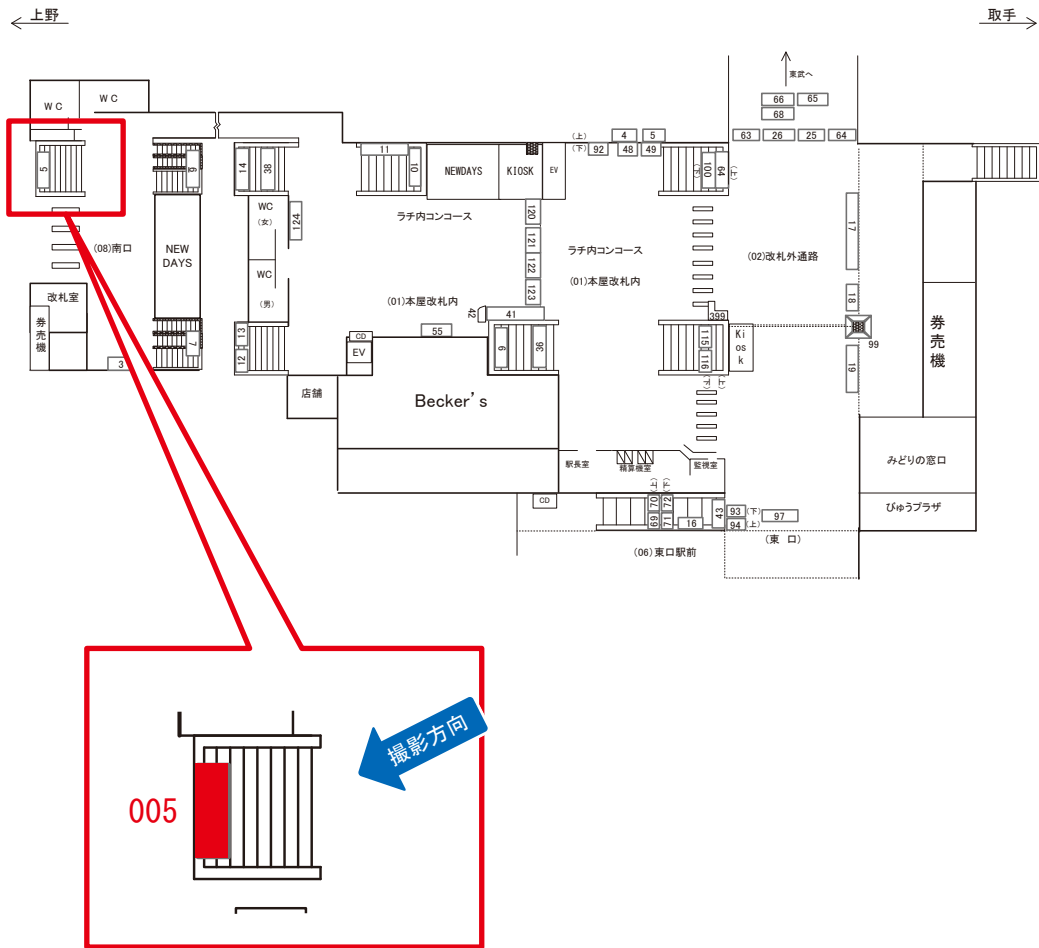 上野
取手
東武へ
WC
WC
66
65
68
(上)
4
5
63
26
25
64
(下)
92
48
49
5
6
14
38
11
10
NEWDAYS
KIOSK
EV
100
64
(下)
(上)
WC
(女)
124
ラチ内コンコース
120
121
122
123
ラチ内コンコース
17
(08)南口
NEW
DAYS
(02)改札外通路
WC
(男)
(01)本屋改札内
(01)本屋改札内
改札室
券売機
42
41
399
18
99
券売機
13
12
7
3
CD
EV
55
9
36
115
116
Ki
os
k
19
(下)
(上)
店舗
Becker's
駅長室
精算機室
監視室
みどりの窓口
びゅうプラザ
CD
(上)
(下)
70
72
69
71
16
43
93
(下)
94
(上)
97
(東 口)
(06)東口駅前
撮影方向
005